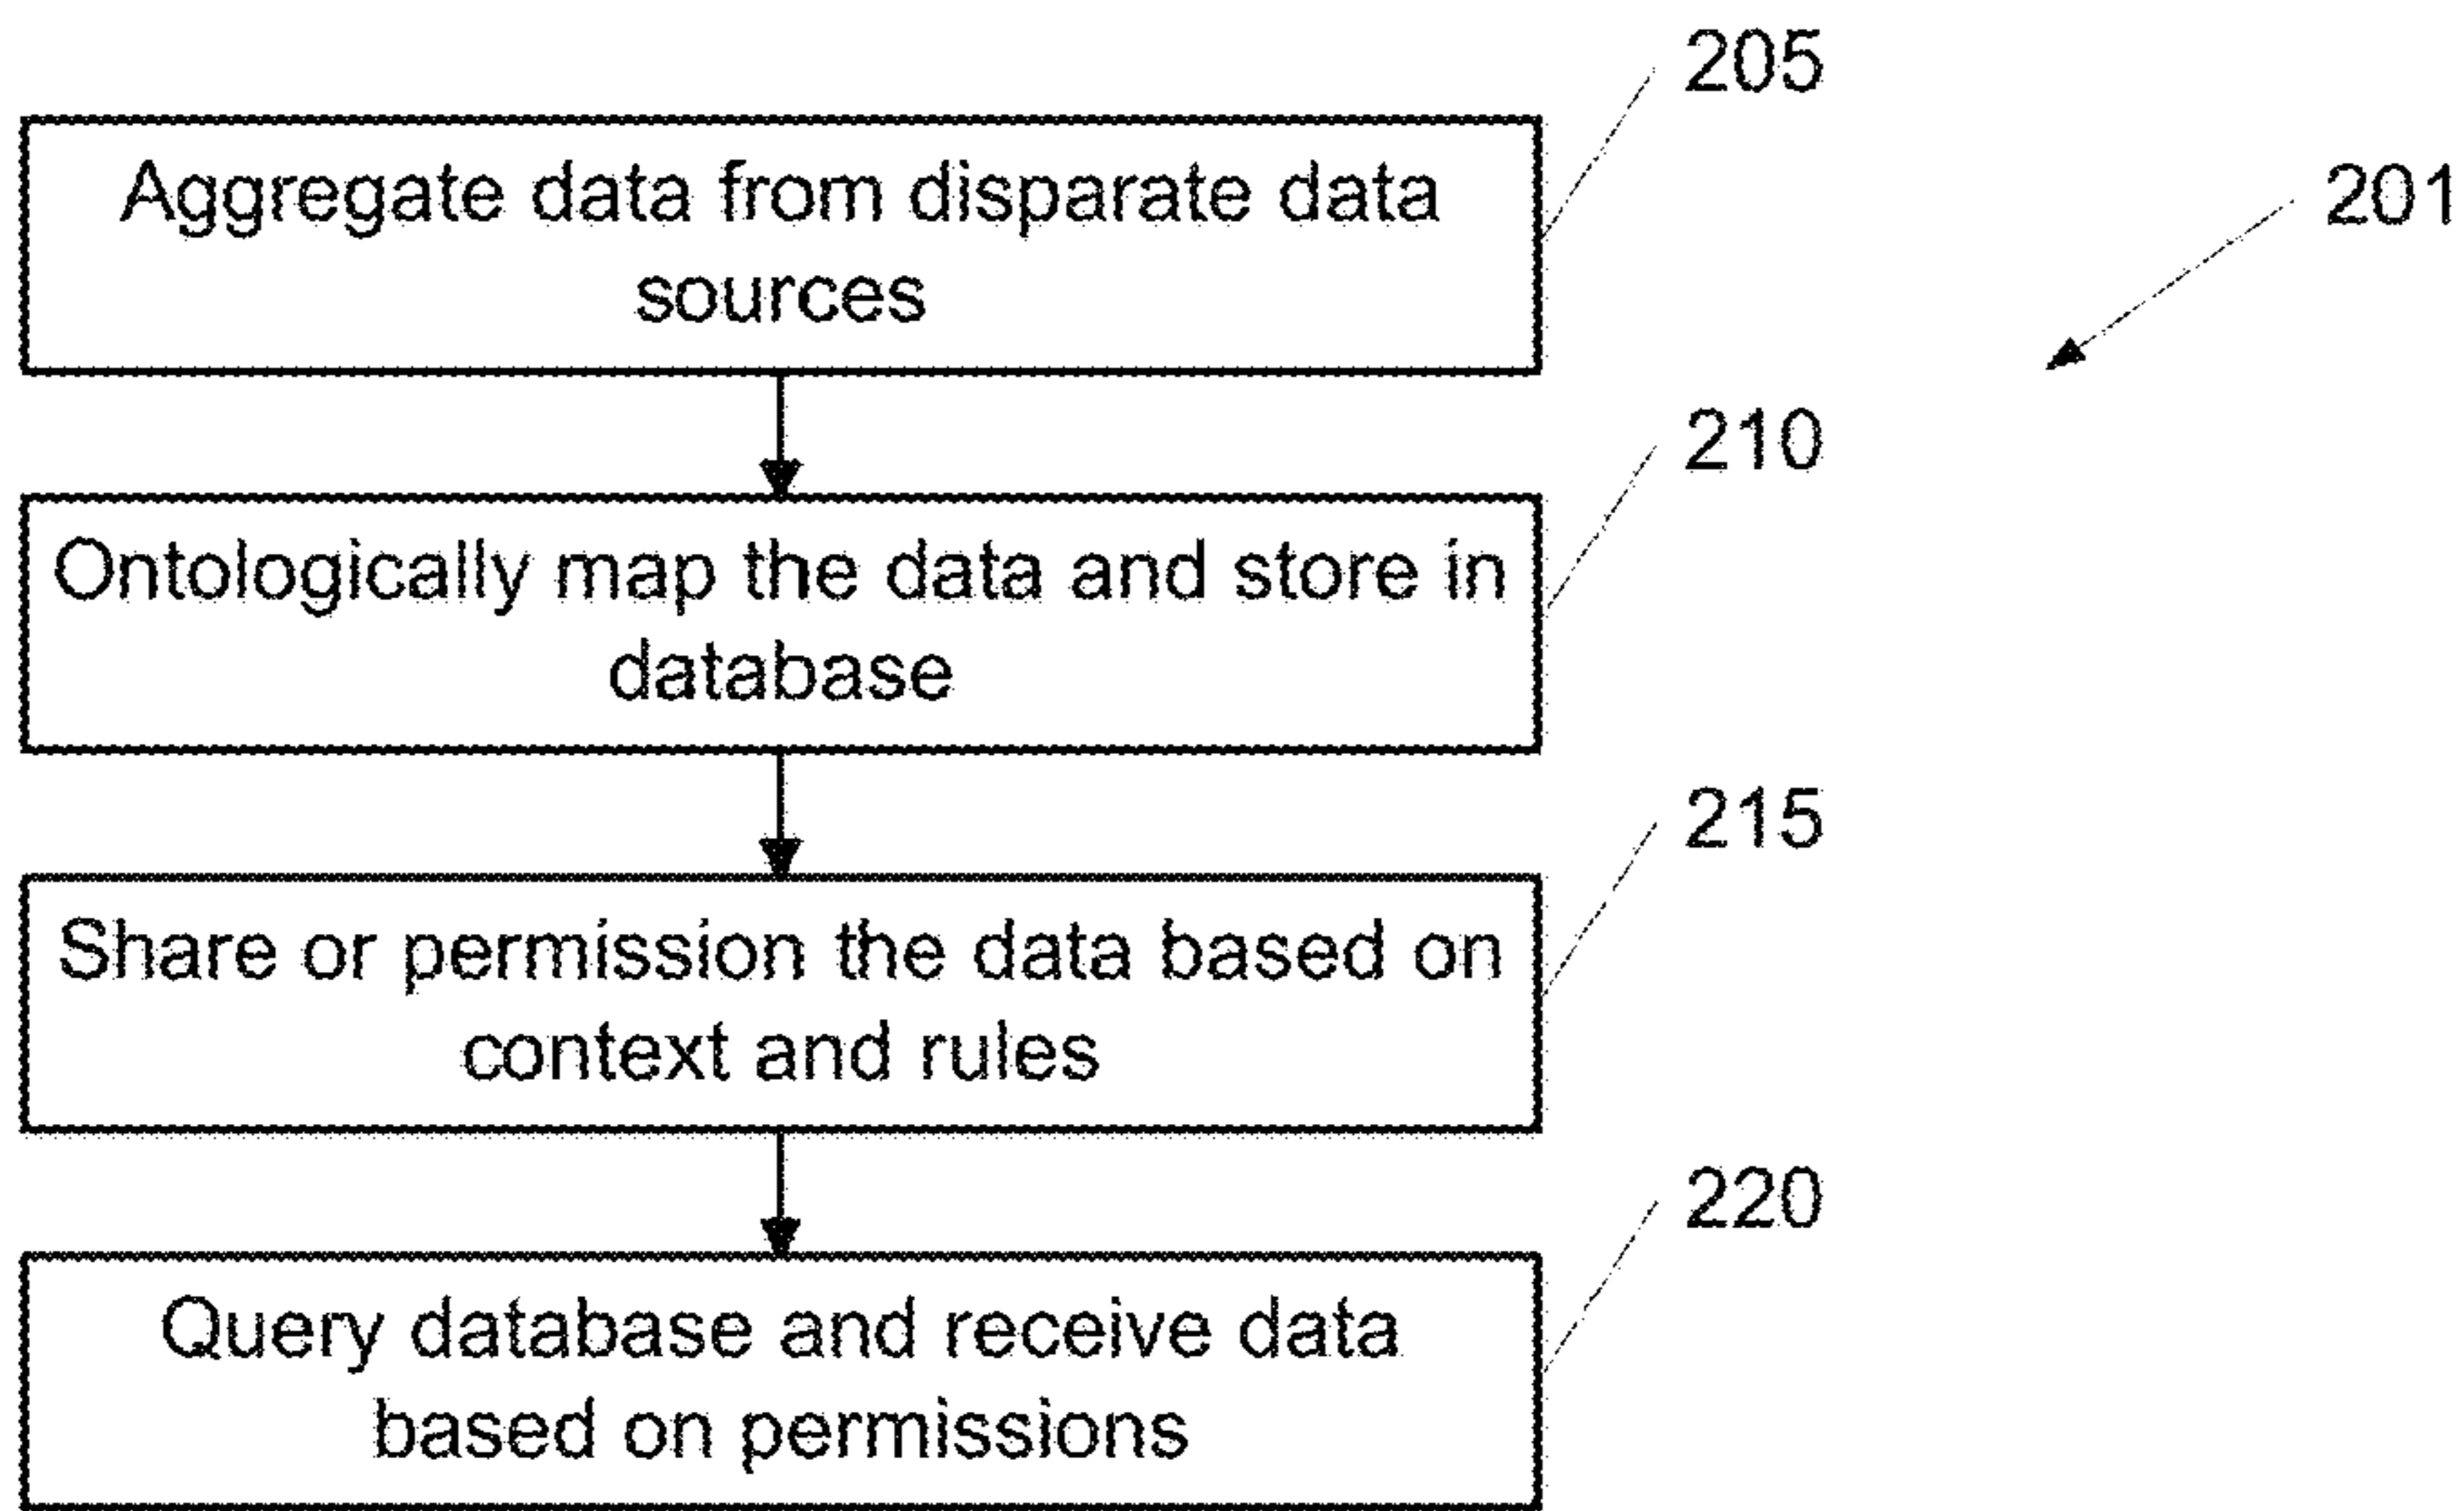 205
201
Aggregate data from disparate data
sources
210
Ontologically map the data and store in
database
215
Share or permission the data based on
context and rules
220
Query database and receive data
based on permissions